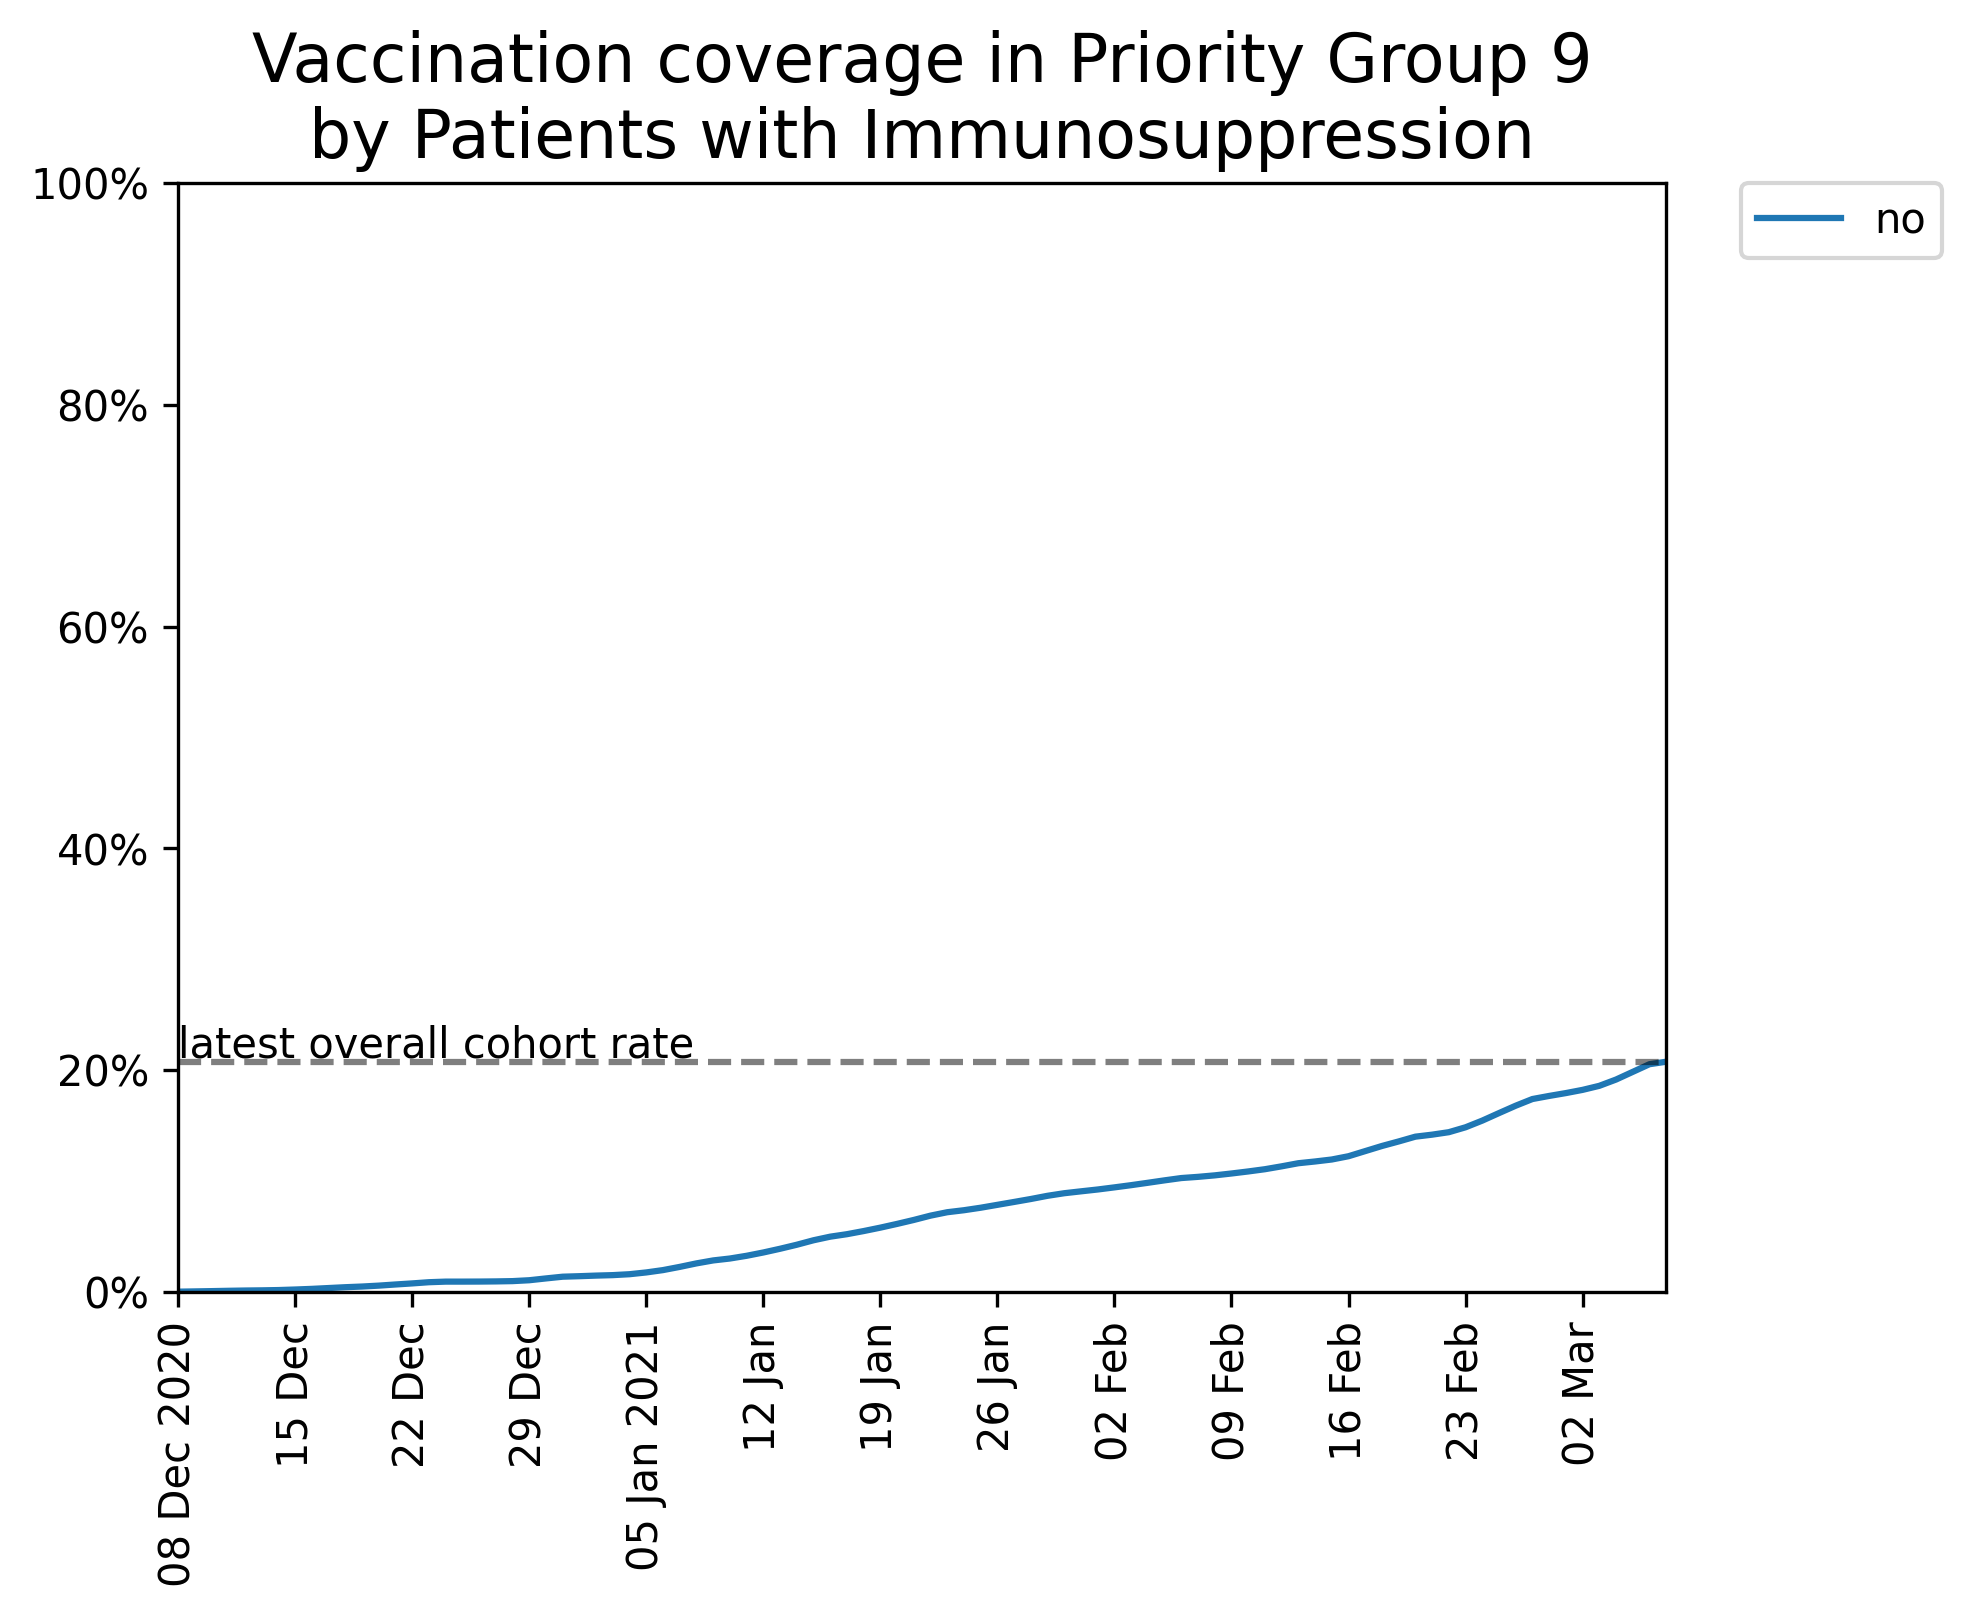 Vaccination coverage in Priority Group 9
by Patients with Immunosuppression
100%
80%
60%
40%
20%
0%
no
latest overall cohort rate
08 Dec 2020
15 Dec
22 Dec
29 Dec
05 Jan 2021
12 Jan
19 Jan
26 Jan
02 Feb
09 Feb
16 Feb
23 Feb
02 Mar